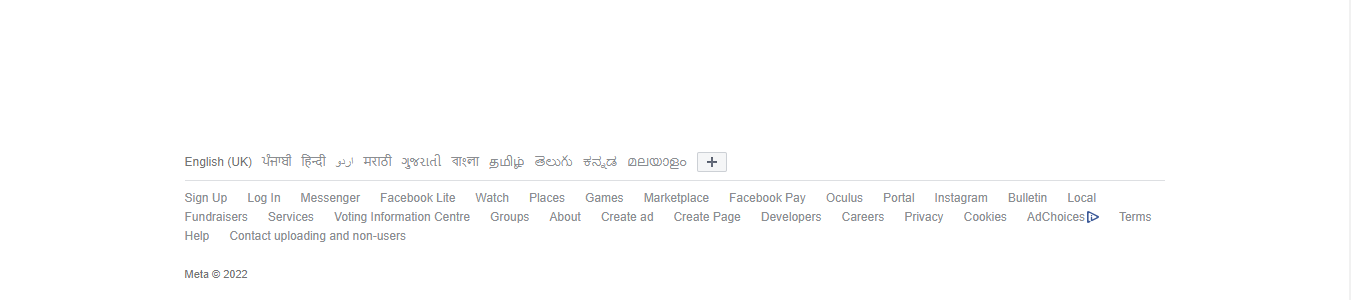 English (UK) ਪੰਜਾਬੀ हिन्दी اردو मराठी ગુજરાતી বাংলা தமிழ் తెలుగు ಕನ್ನಡ മലയാളം +
Sign Up Log In Messenger Facebook Lite Watch Places Games Marketplace Facebook Pay Oculus Portal Instagram Bulletin Local
Fundraisers Services Voting Information Centre Groups About Create ad Create Page Developers Careers Privacy Cookies AdChoices Terms
Help Contact uploading and non-users
Meta © 2022